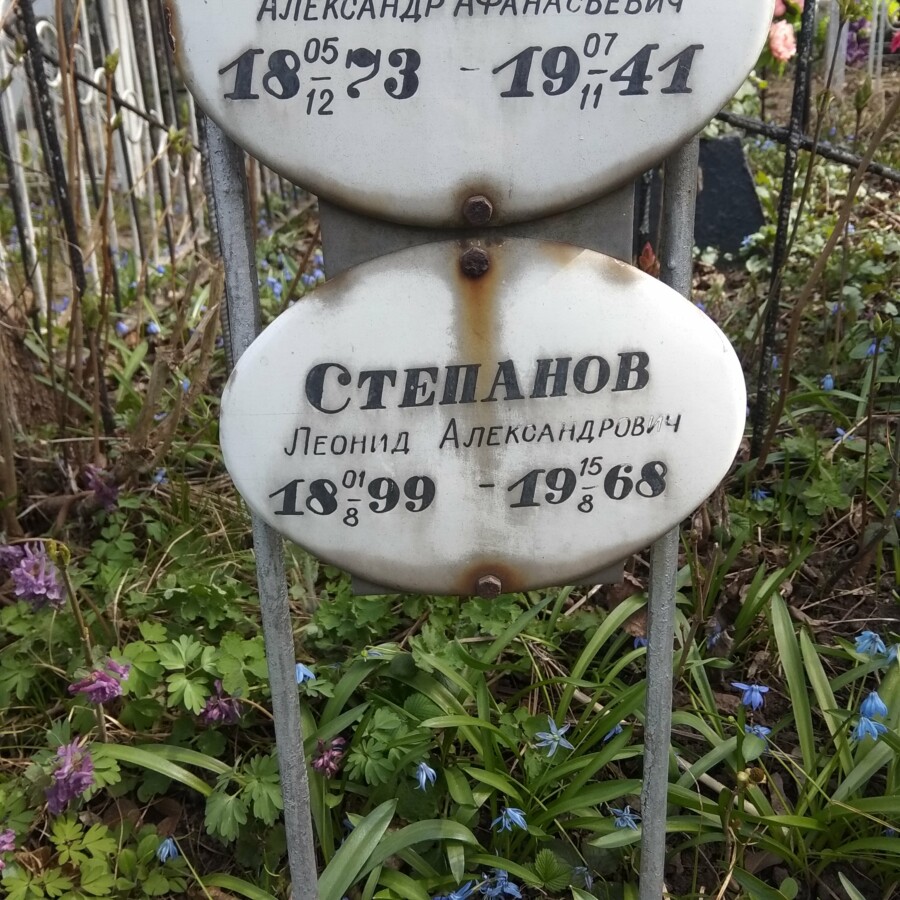 Александр Афанасьевич
18 05/12 73 - 19 07/11 41
Степанов
Леонид Александрович
18 01/8 99 - 19 15/8 68